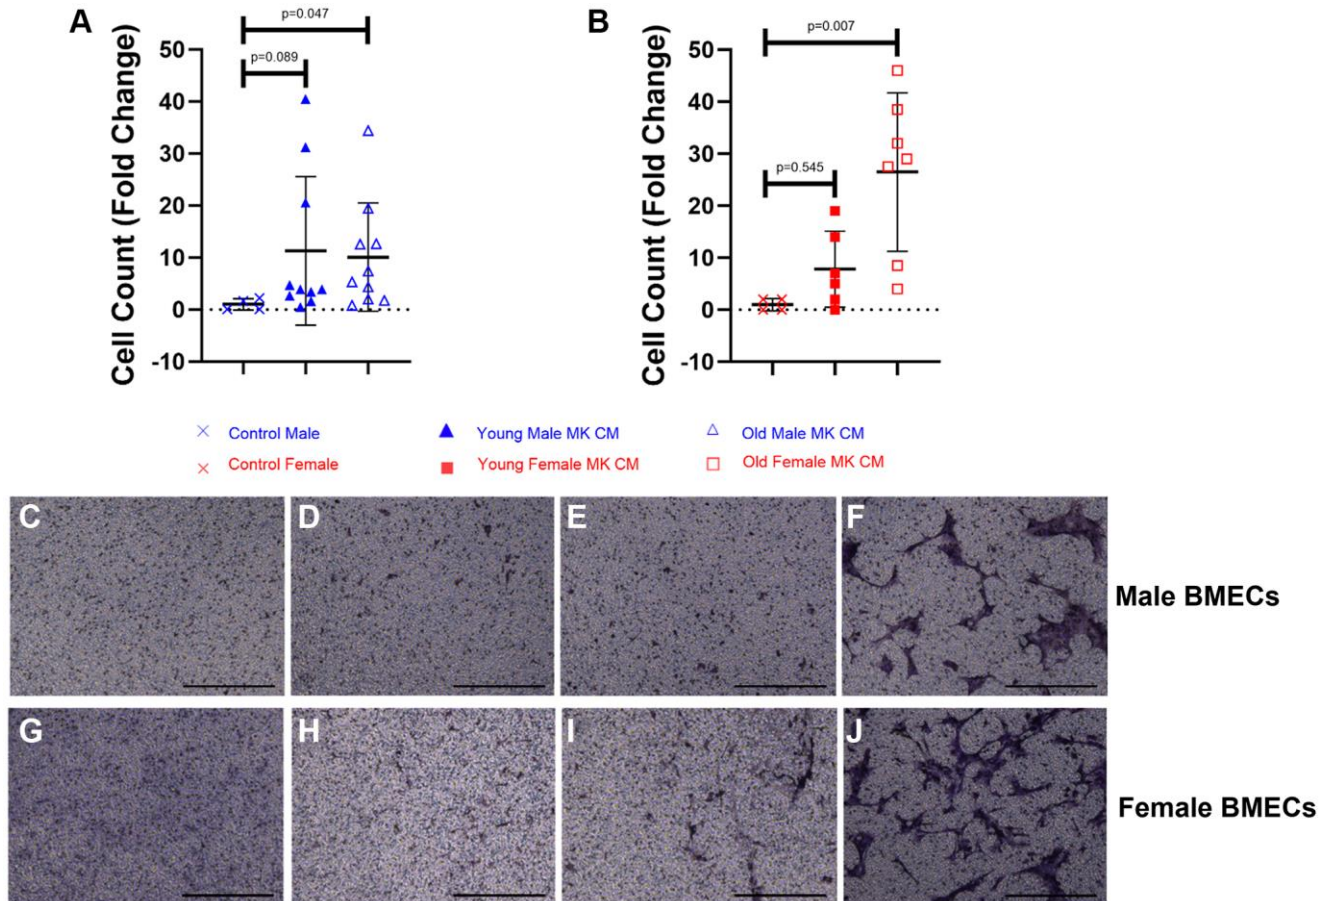 A
p=0.047
p=0.089
Cell Count (Fold Change)
50
40
30
20
10
0
-10
B
p=0.007
p=0.545
Cell Count (Fold Change)
50
40
30
20
10
0
-10
Control Male
Young Male MK CM
Old Male MK CM
Control Female
Young Female MK CM
Old Female MK CM
C
D
E
F
Male BMECs
G
H
I
J
Female BMECs